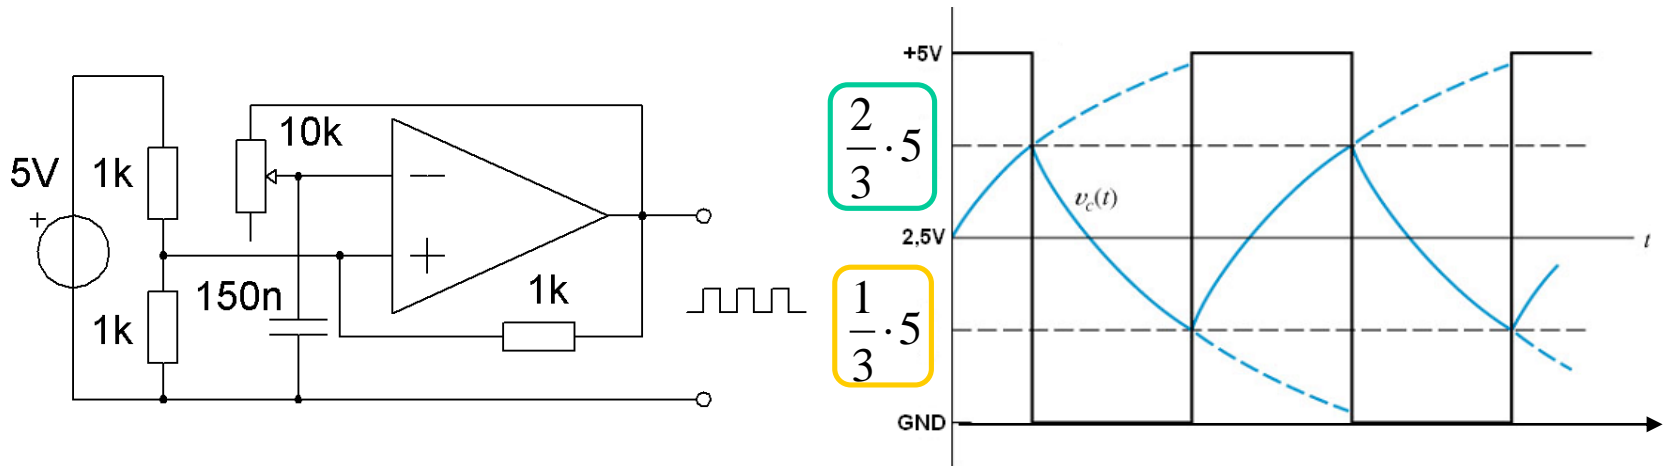 10k
5V
1k
+
−
+
150n
1k
1k
+5V
2/3 · 5
v_c(t)
2,5V
t
1/3 · 5
GND